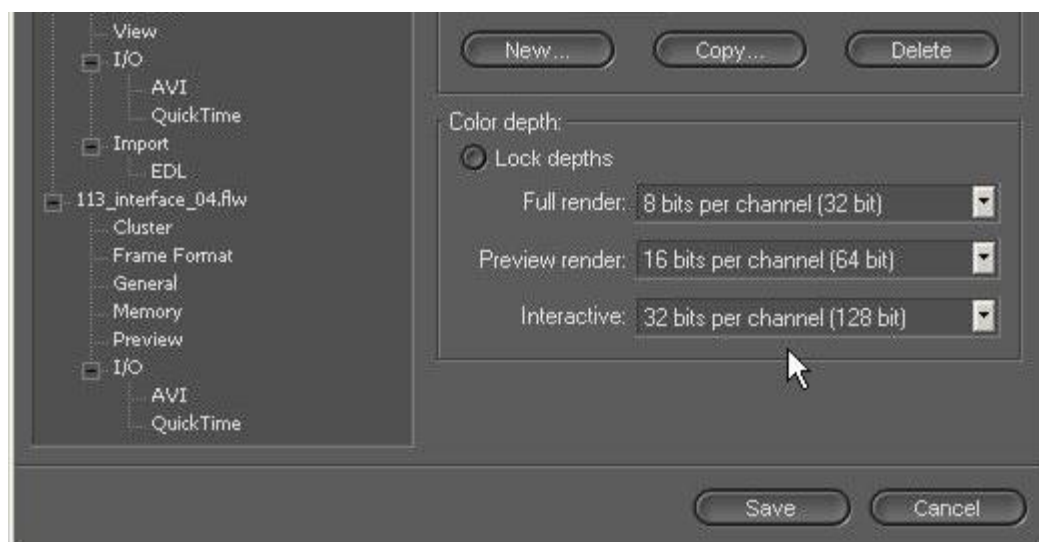 View
I/O
AVI
QuickTime
Import
EDL
113_interface_04.flw
Cluster
Frame Format
General
Memory
Preview
I/O
AVI
QuickTime
New... Copy... Delete
Color depth:
Lock depths
Full render: 8 bits per channel (32 bit)
Preview render: 16 bits per channel (64 bit)
Interactive: 32 bits per channel (128 bit)
Save Cancel